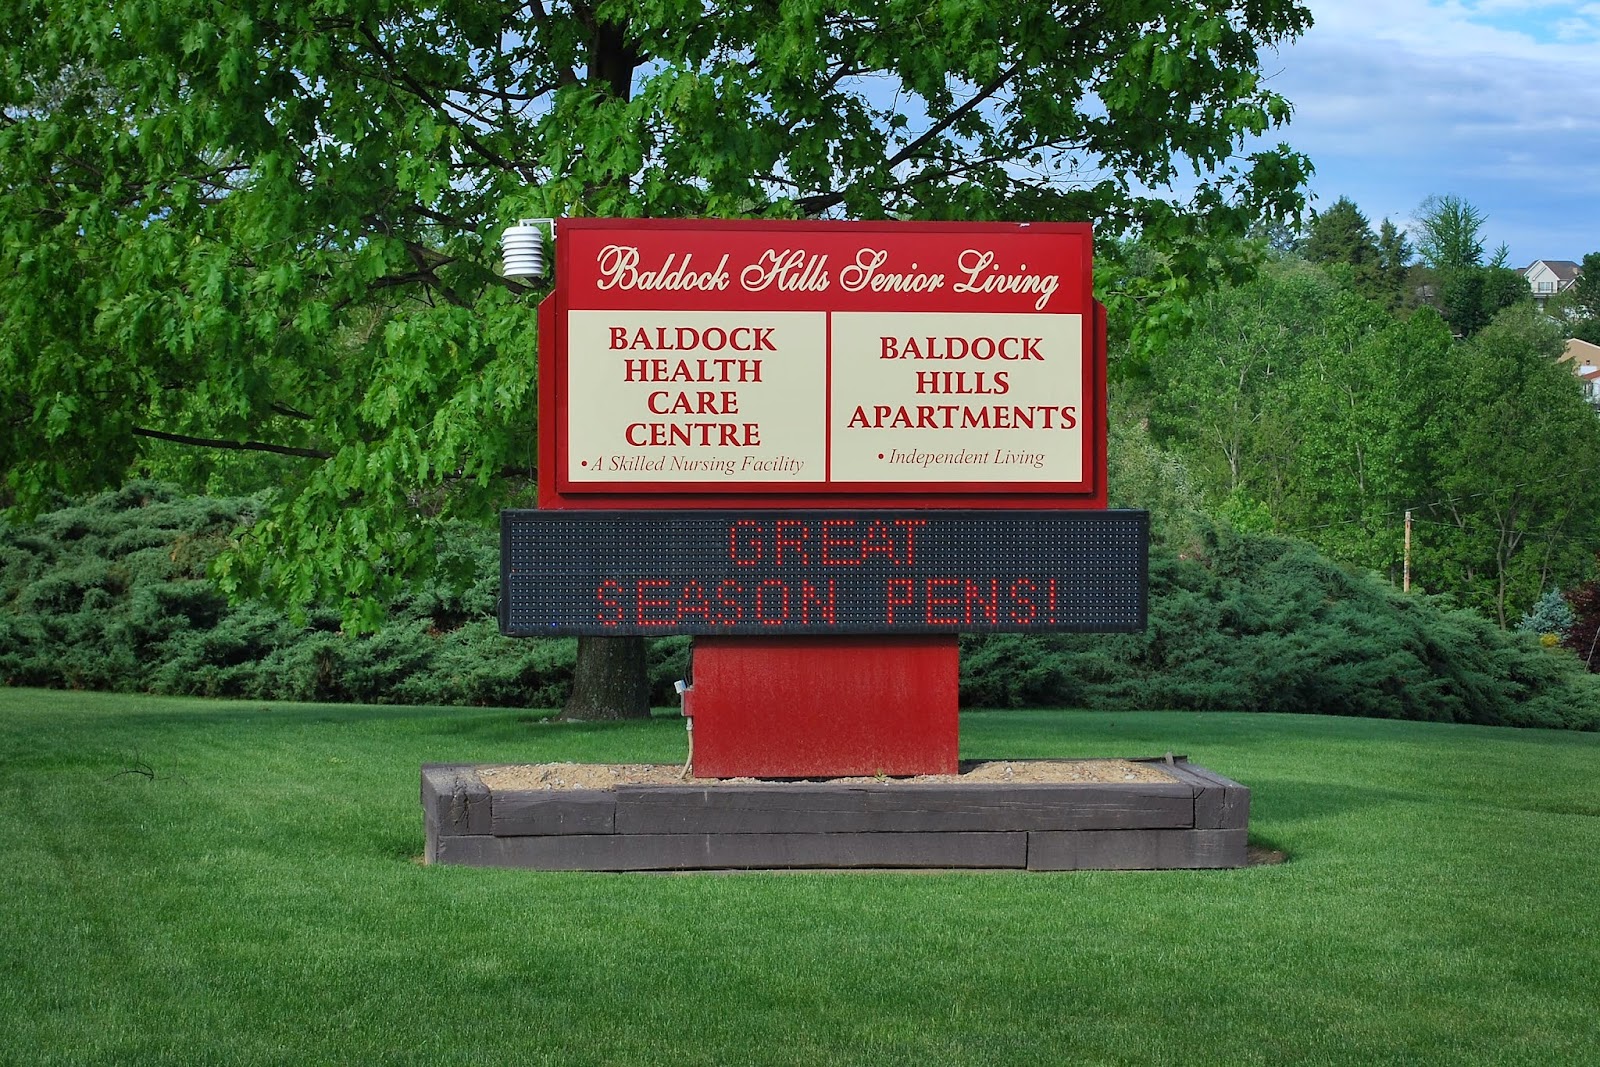 Baldock Hills Senior Living
BALDOCK
HEALTH
CARE
CENTRE
• A Skilled Nursing Facility
BALDOCK
HILLS
APARTMENTS
• Independent Living
GREAT
SEASON PENS!